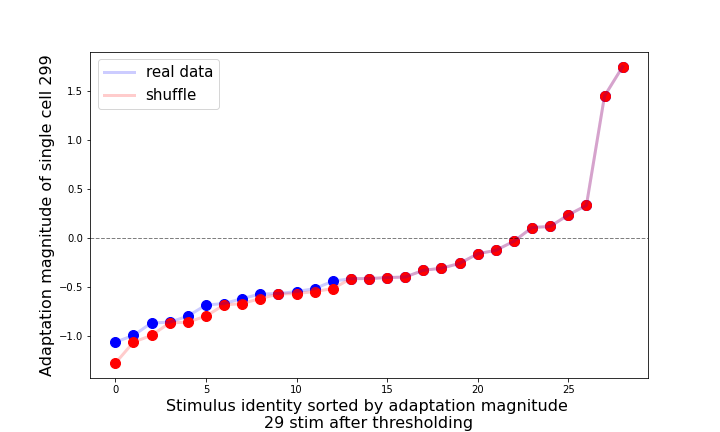 real data
shuffle
Adaptation magnitude of single cell 299
1.5
1.0
0.5
0.0
−0.5
−1.0
0 5 10 15 20 25
Stimulus identity sorted by adaptation magnitude
29 stim after thresholding